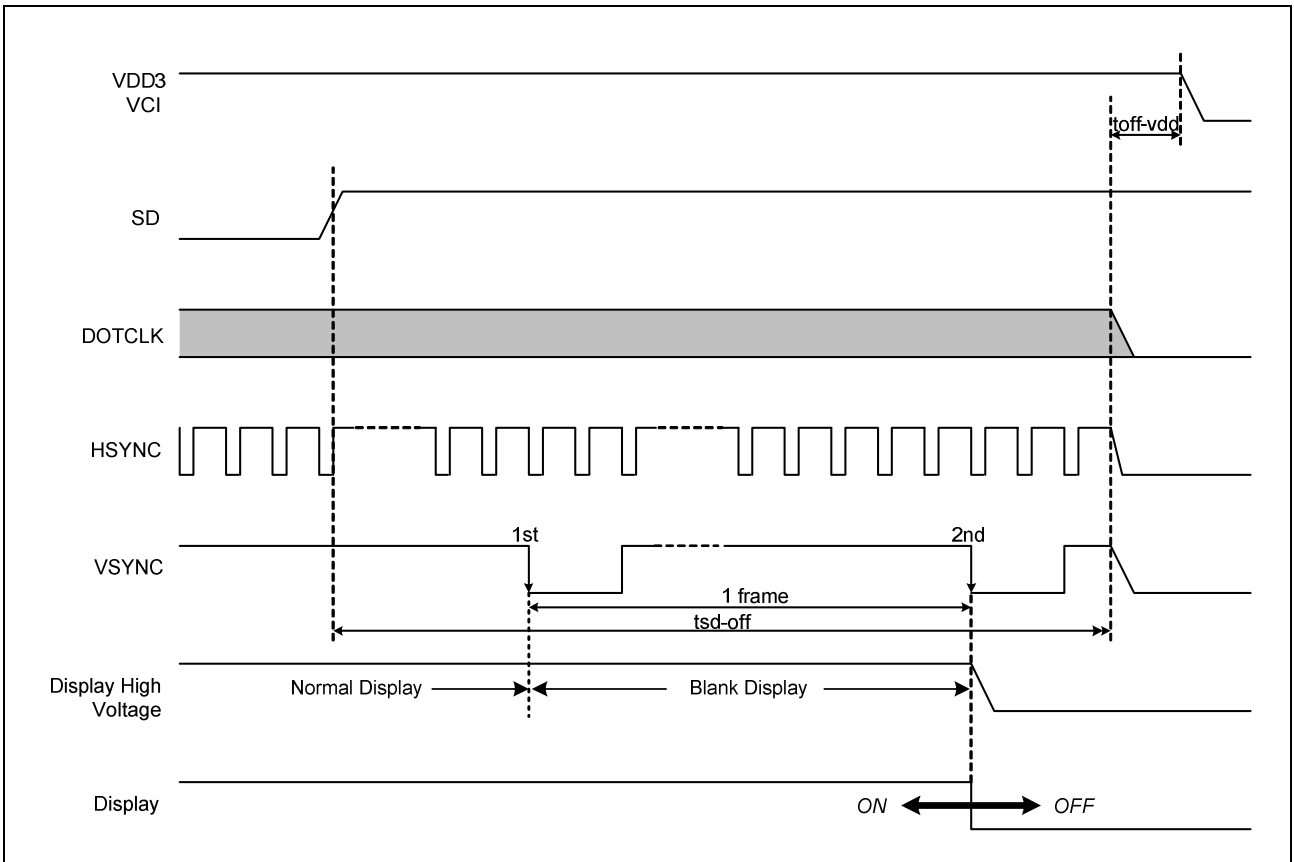 VDD3
VCI
toff-vdd
SD
DOTCLK
HSYNC
1st
2nd
VSYNC
1 frame
tsd-off
Display High
Voltage
Normal Display
Blank Display
Display
ON
OFF